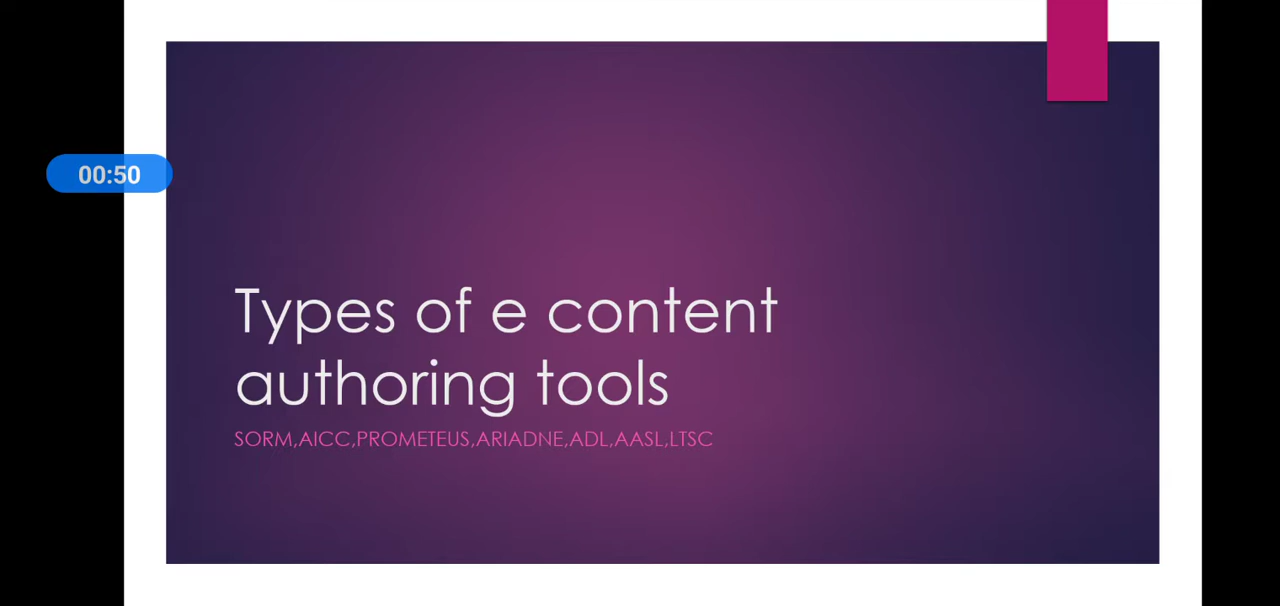 00:50
Types of e content
authoring tools
SORM,AICC,PROMETEUS,ARIADNE,ADL,AASL,LTSC